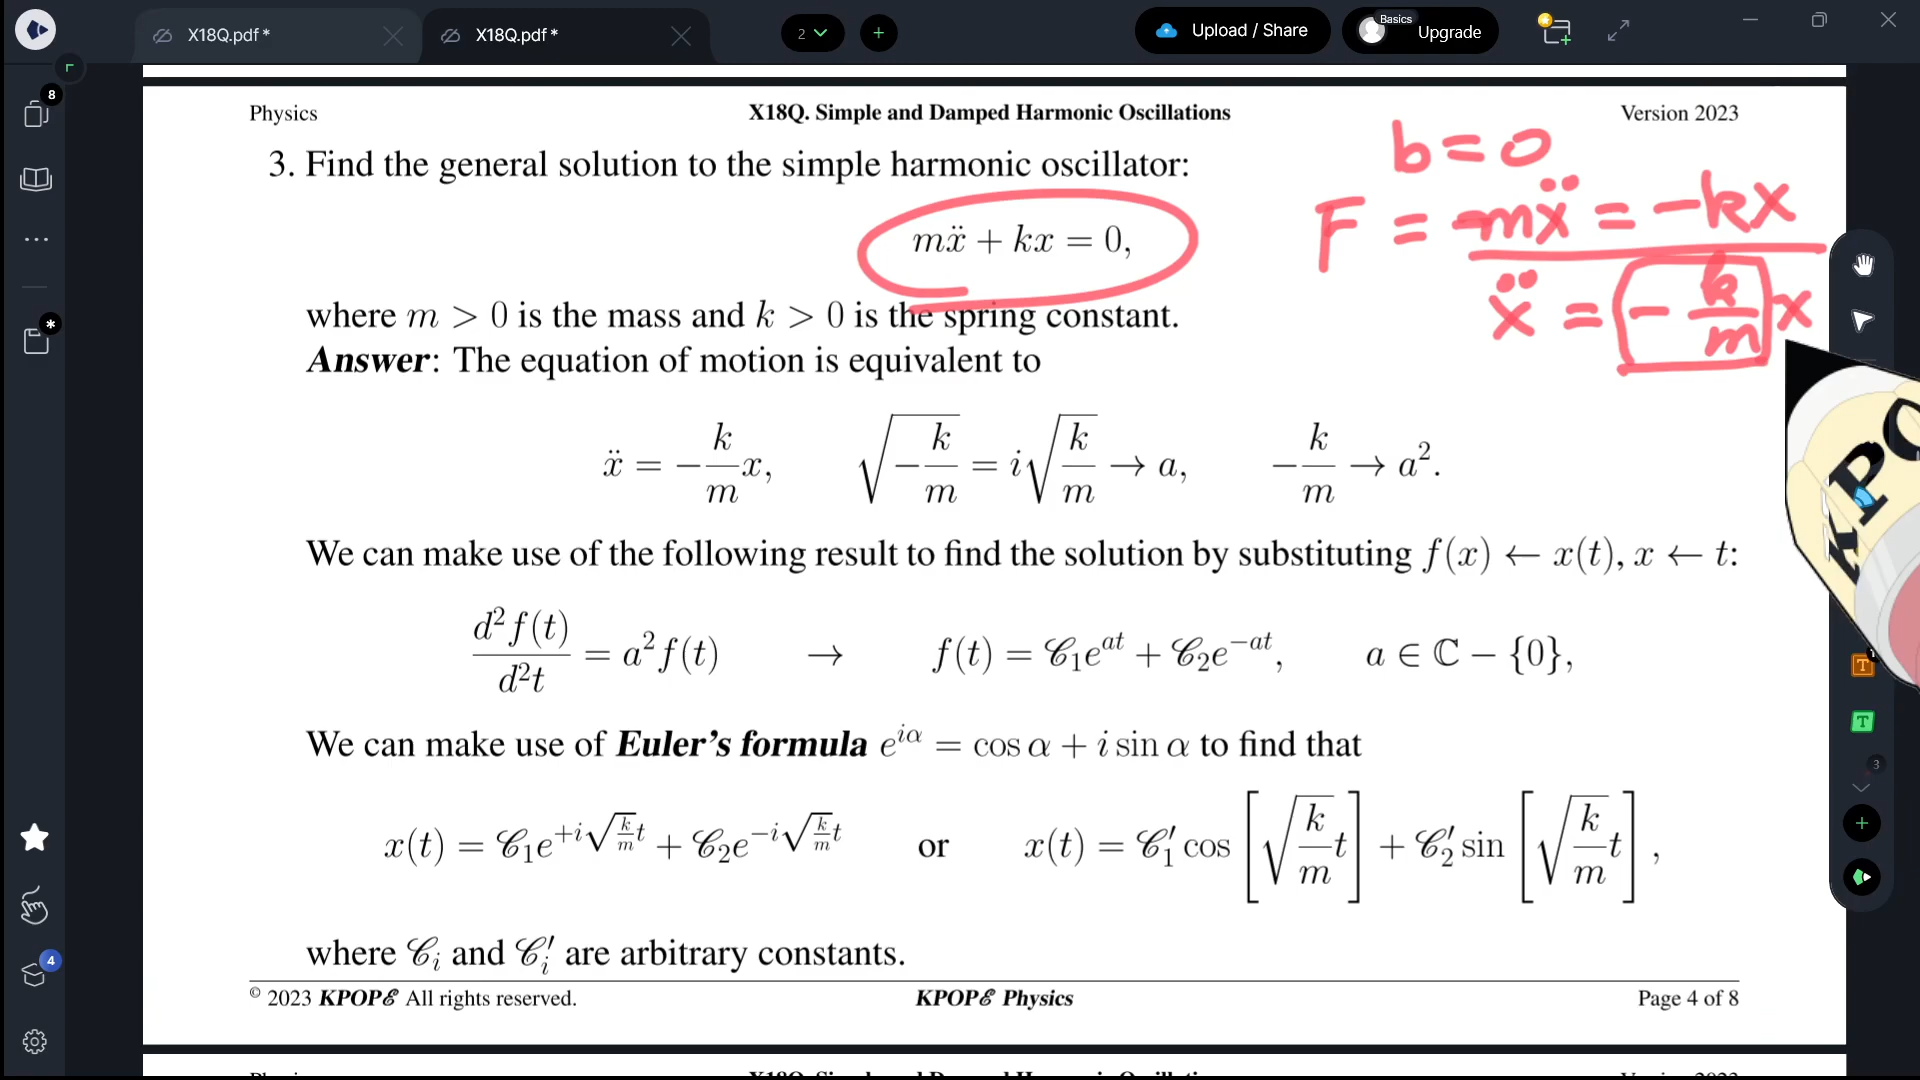 X18Q.pdf *
X18Q.pdf *
2
Upload / Share
Basics
Upgrade
8
Physics
X18Q. Simple and Damped Harmonic Oscillations
Version 2023
3. Find the general solution to the simple harmonic oscillator:
b = 0
mẍ + kx = 0,
F = mẍ = -kx
ẍ = -k/m x
where m > 0 is the mass and k > 0 is the spring constant.
Answer: The equation of motion is equivalent to
ẍ = -k/m x, √(-k/m) = i√(k/m) → a, -k/m → a².
We can make use of the following result to find the solution by substituting f(x) ← x(t), x ← t:
d²f(t)/d²t = a²f(t) → f(t) = 𝒞₁e^{at} + 𝒞₂e^{-at}, a ∈ ℂ − {0},
We can make use of Euler's formula e^{iα} = cos α + i sin α to find that
x(t) = 𝒞₁e^{+i√(k/m)t} + 𝒞₂e^{-i√(k/m)t} or x(t) = 𝒞₁′ cos [√(k/m) t] + 𝒞₂′ sin [√(k/m) t],
where 𝒞ᵢ and 𝒞ᵢ′ are arbitrary constants.
© 2023 KPOPℰ All rights reserved.
KPOPℰ Physics
Page 4 of 8
KPO
T
T
3
4